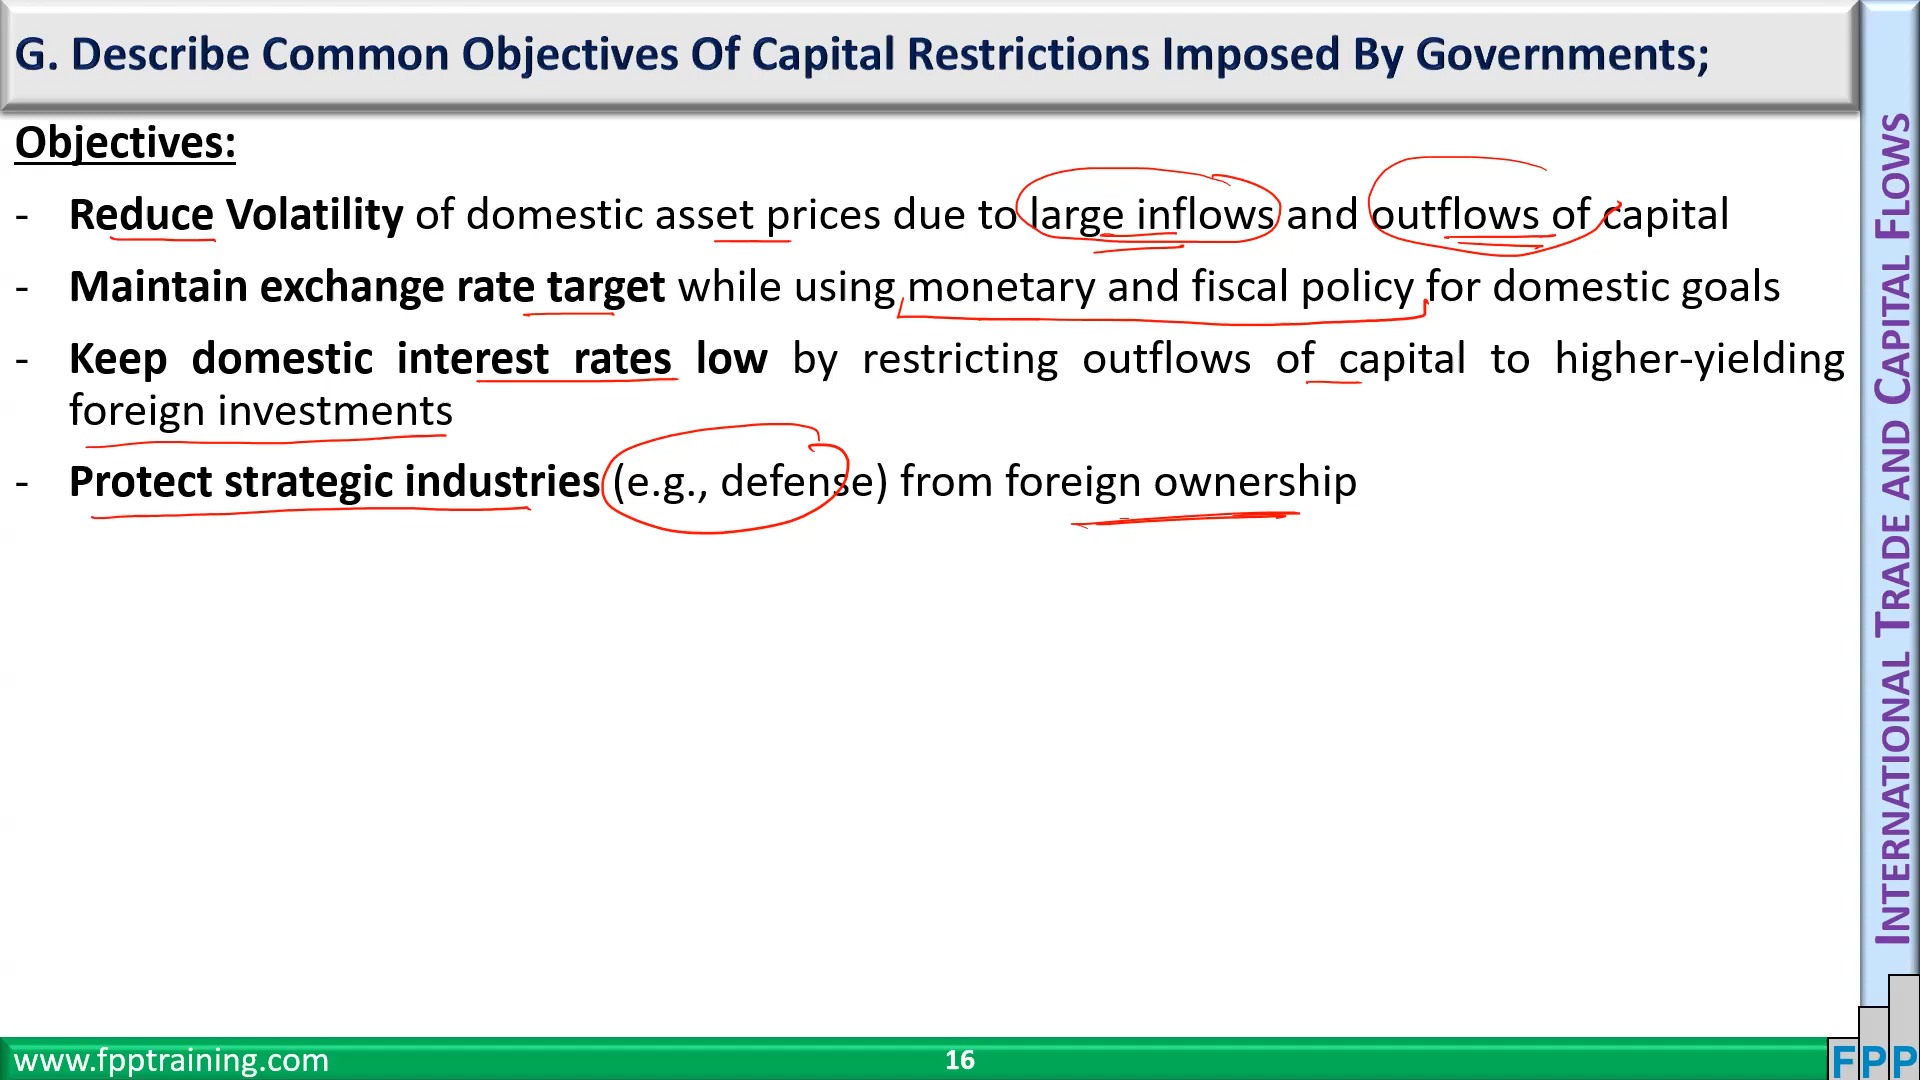 G. Describe Common Objectives Of Capital Restrictions Imposed By Governments;
Objectives:
- Reduce Volatility of domestic asset prices due to large inflows and outflows of capital
- Maintain exchange rate target while using monetary and fiscal policy for domestic goals
- Keep domestic interest rates low by restricting outflows of capital to higher-yielding
foreign investments
- Protect strategic industries (e.g., defense) from foreign ownership
INTERNATIONAL TRADE AND CAPITAL FLOWS
www.fpptraining.com
16
FPP